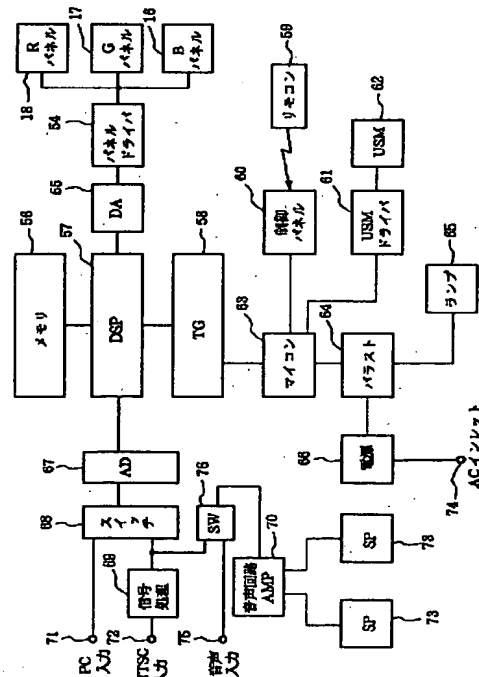 18
R
パネル
17
G
パネル
16
B
パネル
54
パネル
ドライバ
55
DA
56
メモリ
57
DSP
58
TG
59
リモコン
60
制御
パネル
61
USM
ドライバ
62
USM
63
マイコン
64
バラスト
65
ランプ
66
電源
74
ACインレット
67
AD
68
スイッチ
69
信号
処理
71
PC
入力
72
NTSC
入力
75
音声
入力
76
SW
70
音声回路
AMP
73
SP
73
SP